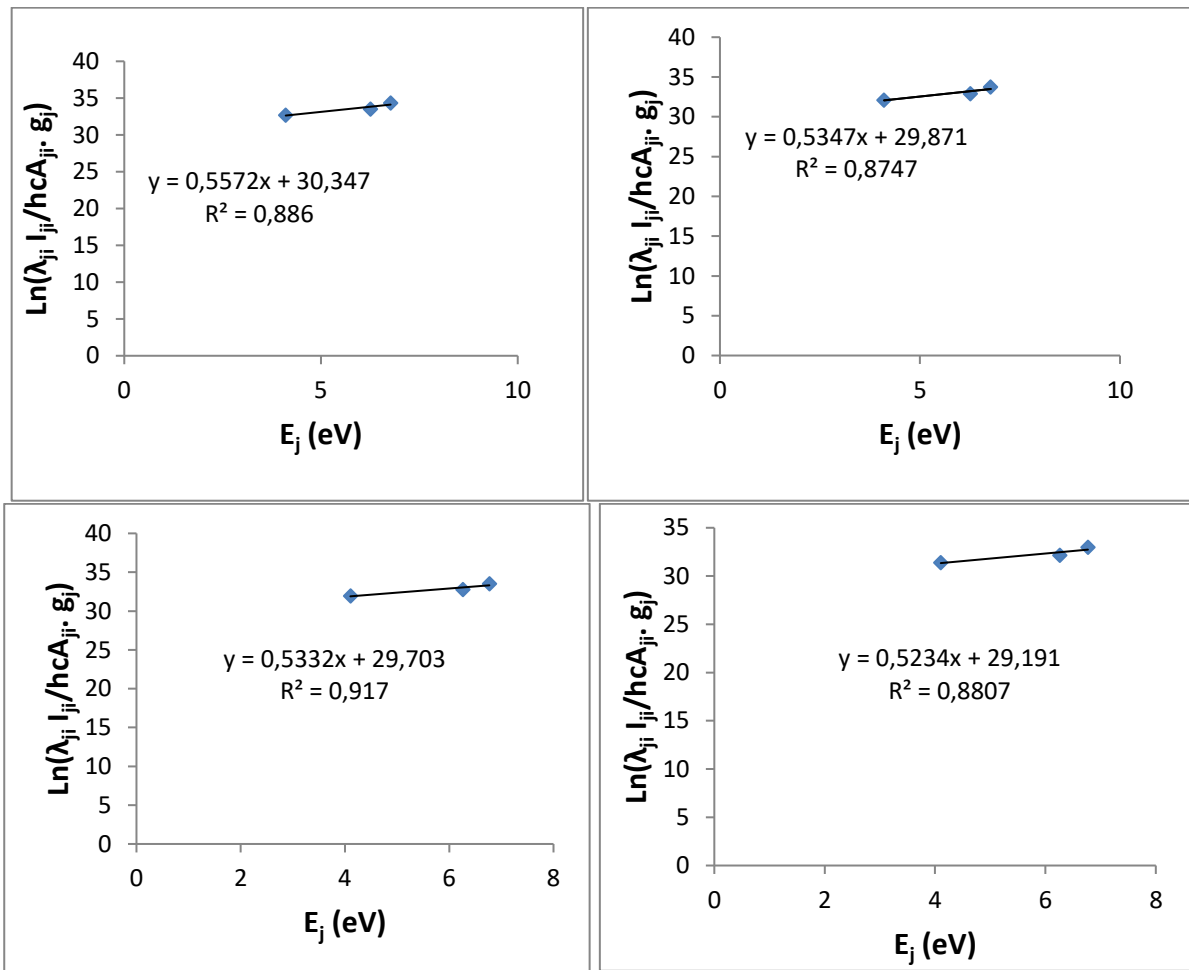 40
35
30
25
20
15
10
5
0
Ln(λji Iji/hcAji· gj)
y = 0,5572x + 30,347
R² = 0,886
0 5 10
Ej (eV)
40
35
30
25
20
15
10
5
0
Ln(λji Iji/hcAji· gj)
y = 0,5347x + 29,871
R² = 0,8747
0 5 10
Ej (eV)
40
35
30
25
20
15
10
5
0
Ln(λji Iji/hcAji· gj)
y = 0,5332x + 29,703
R² = 0,917
0 2 4 6 8
Ej (eV)
35
30
25
20
15
10
5
0
Ln(λji Iji/hcAji· gj)
y = 0,5234x + 29,191
R² = 0,8807
0 2 4 6 8
Ej (eV)